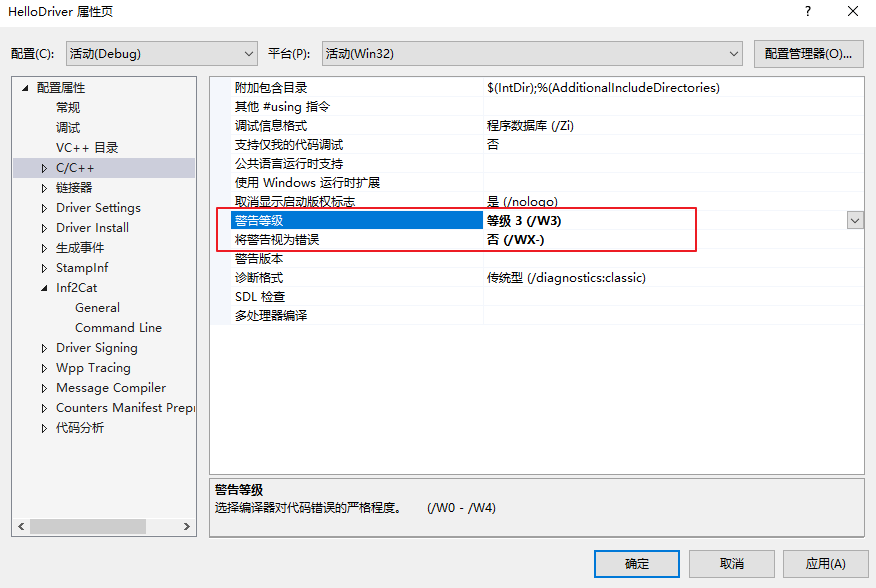 HelloDriver 属性页
配置(C): 活动(Debug) 平台(P): 活动(Win32) 配置管理器(O)...
配置属性
常规
调试
VC++ 目录
C/C++
链接器
Driver Settings
Driver Install
生成事件
StampInf
Inf2Cat
General
Command Line
Driver Signing
Wpp Tracing
Message Compiler
Counters Manifest Prepr
代码分析
附加包含目录 $(IntDir);%(AdditionalIncludeDirectories)
其他 #using 指令
调试信息格式 程序数据库 (/Zi)
支持仅我的代码调试 否
公共语言运行时支持
使用 Windows 运行时扩展
取消显示启动版权标志 是 (/nologo)
警告等级 等级 3 (/W3)
将警告视为错误 否 (/WX-)
警告版本
诊断格式 传统型 (/diagnostics:classic)
SDL 检查
多处理器编译
警告等级
选择编译器对代码错误的严格程度。 (/W0 - /W4)
确定 取消 应用(A)